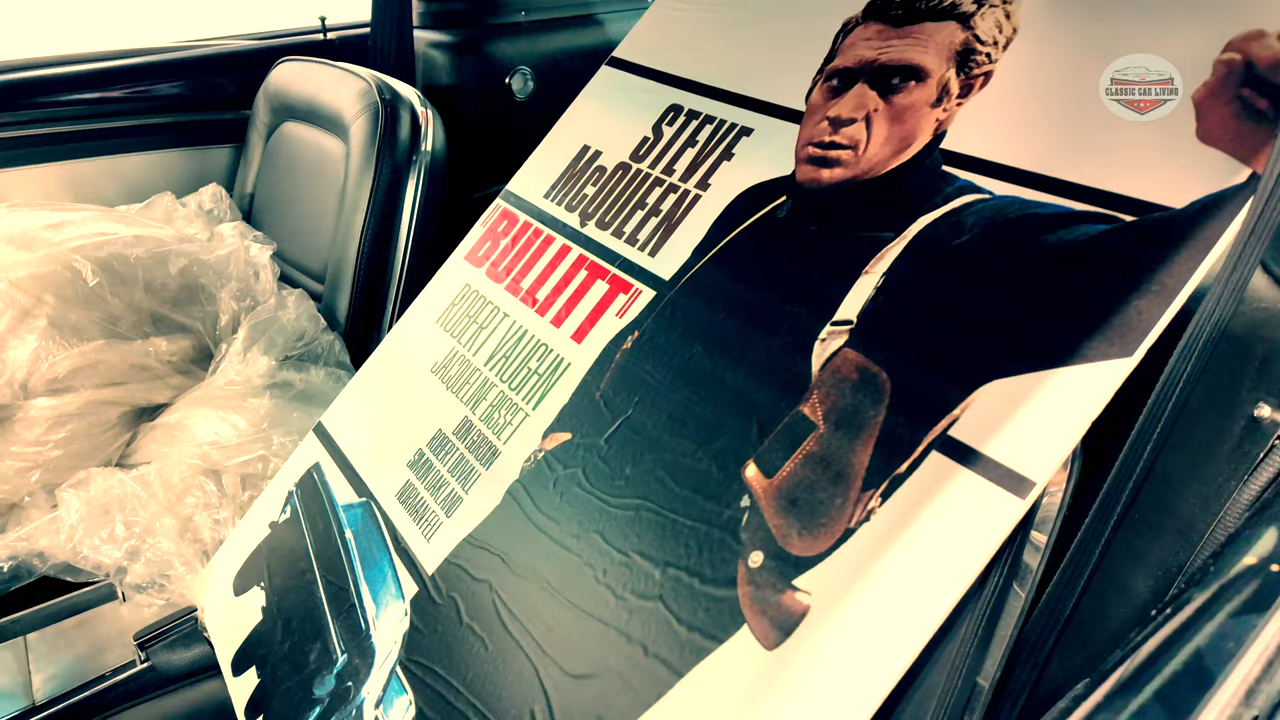 STEVE
McQUEEN
"BULLITT"
ROBERT VAUGHN
JACQUELINE BISSET
DON GORDON
ROBERT DUVALL
SIMON OAKLAND
NORMAN FELL
CLASSIC CAR LIVING